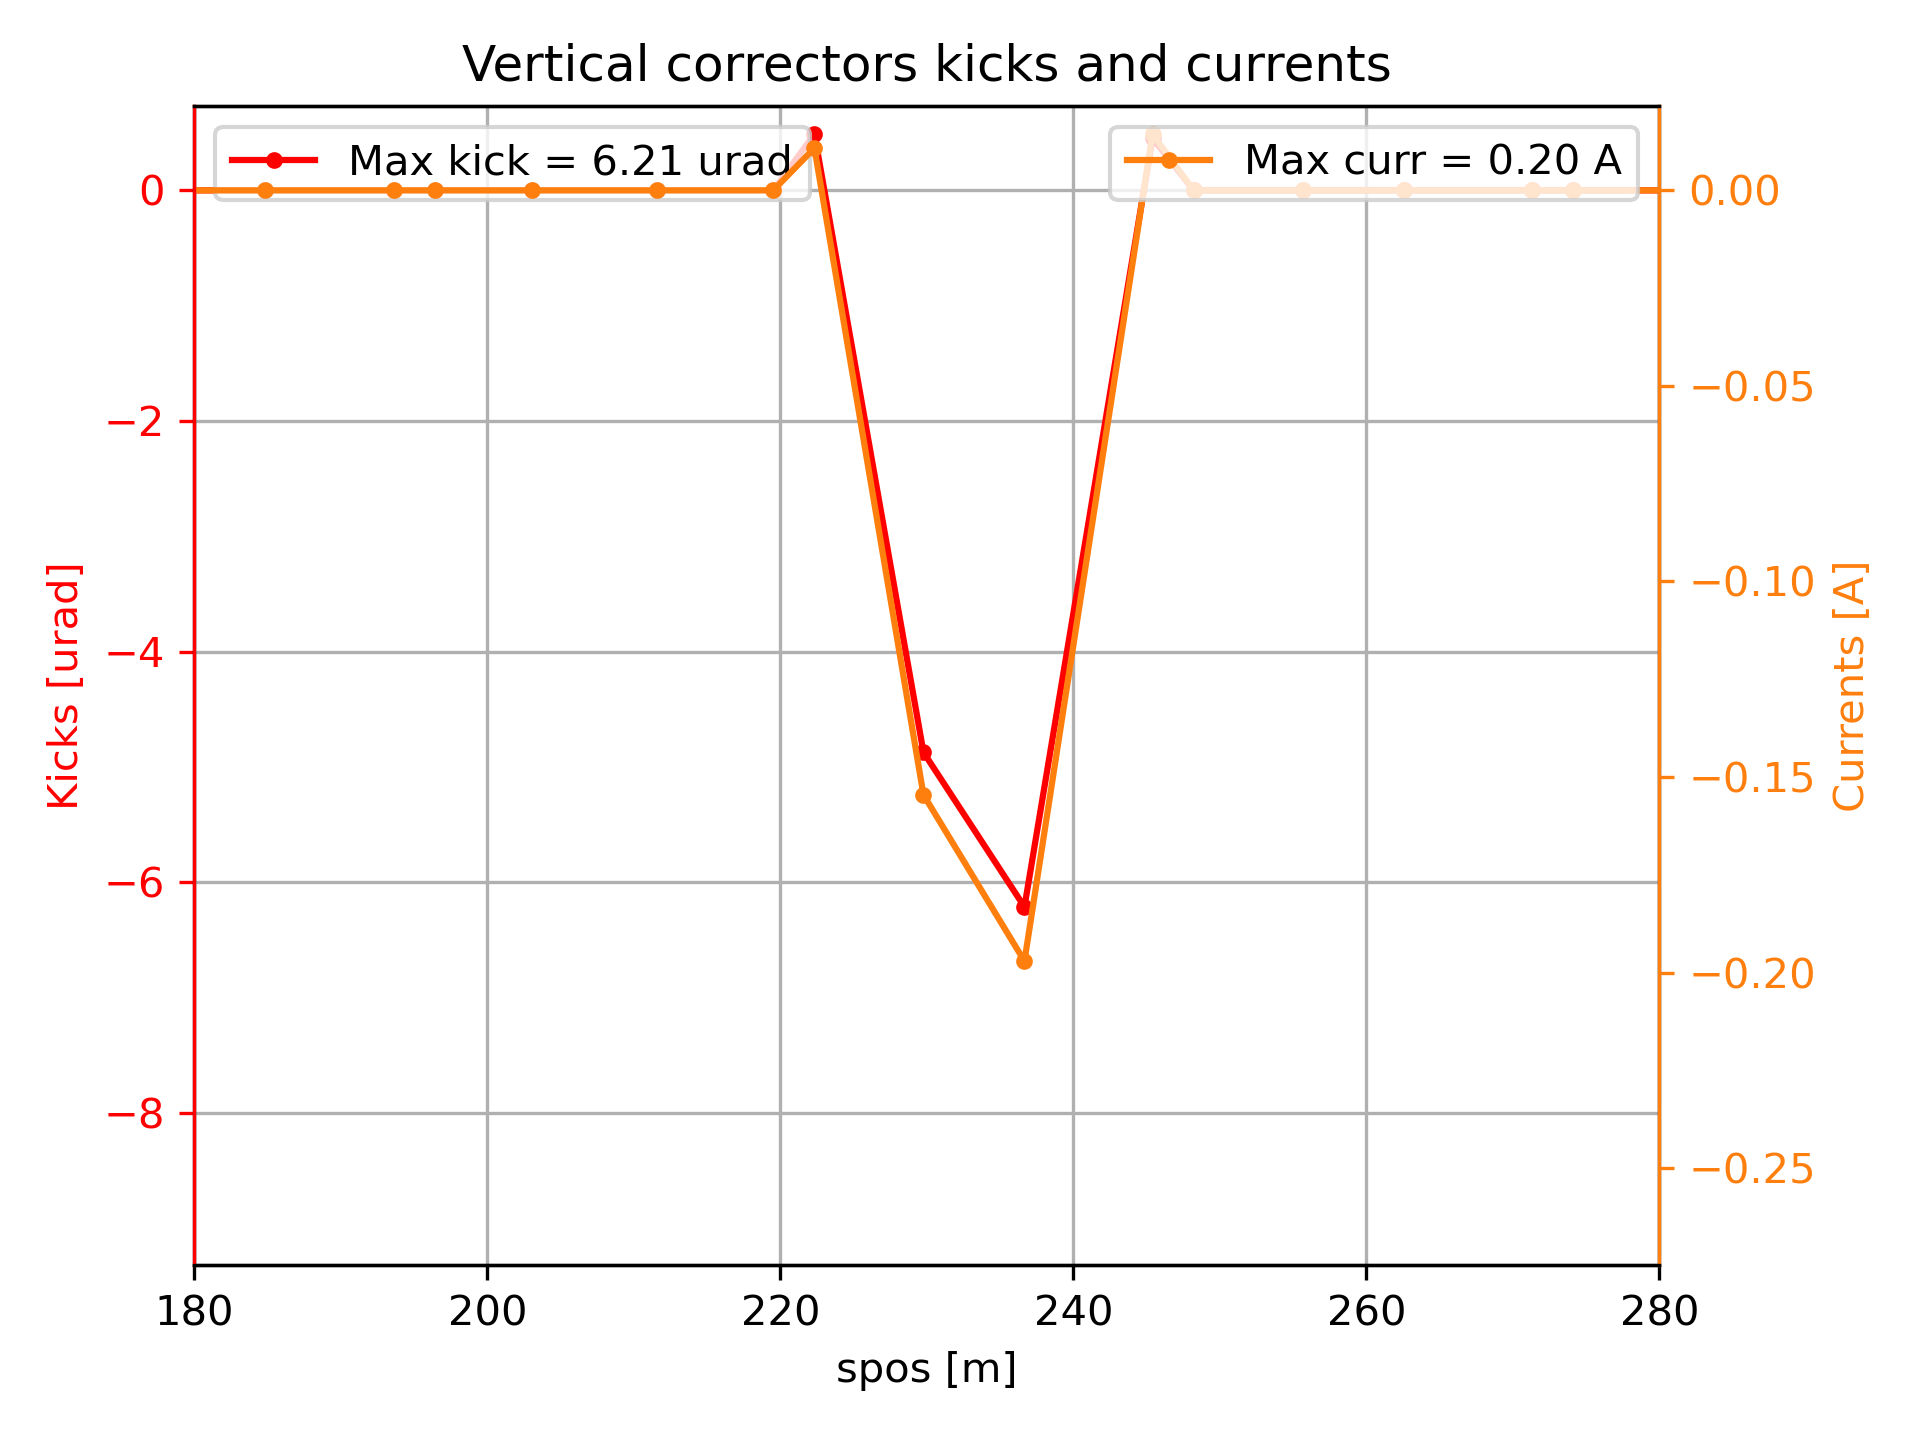 Vertical correctors kicks and currents
Max kick = 6.21 urad
Max curr = 0.20 A
0
−2
−4
−6
−8
Kicks [urad]
0.00
−0.05
−0.10
−0.15
−0.20
−0.25
Currents [A]
180 200 220 240 260 280
spos [m]